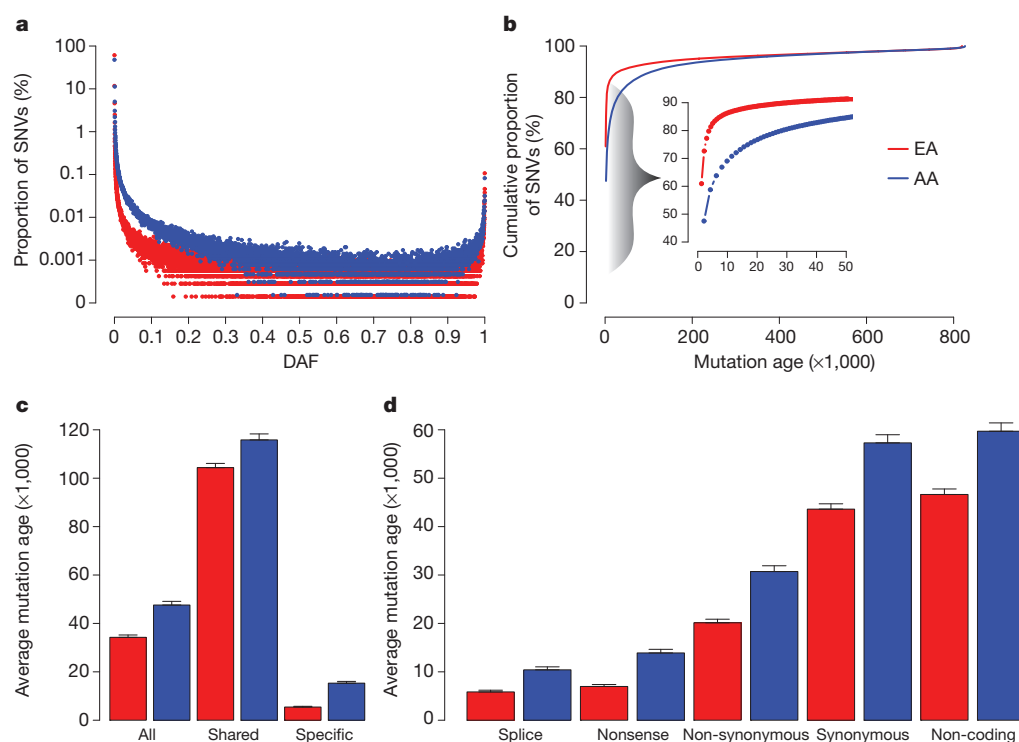 a
Proportion of SNVs (%)
100
10
1
0.1
0.01
0.001
0
0 0.1 0.2 0.3 0.4 0.5 0.6 0.7 0.8 0.9 1
DAF
b
Cumulative proportion
of SNVs (%)
100
80
60
40
20
0
0 200 400 600 800
Mutation age (×1,000)
90
80
70
60
50
40
0 10 20 30 40 50
EA
AA
c
Average mutation age (×1,000)
120
100
80
60
40
20
0
All Shared Specific
d
Average mutation age (×1,000)
60
50
40
30
20
10
0
Splice Nonsense Non-synonymous Synonymous Non-coding